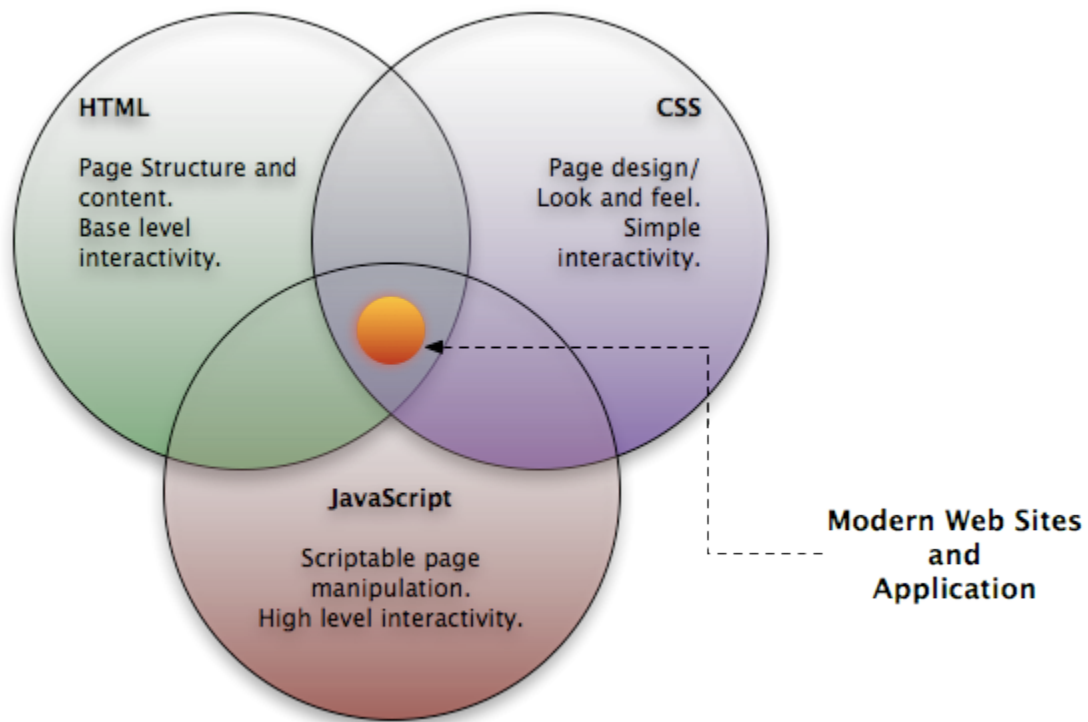 HTML
Page Structure and
content.
Base level
interactivity.
CSS
Page design/
Look and feel.
Simple
interactivity.
JavaScript
Scriptable page
manipulation.
High level interactivity.
Modern Web Sites
and
Application